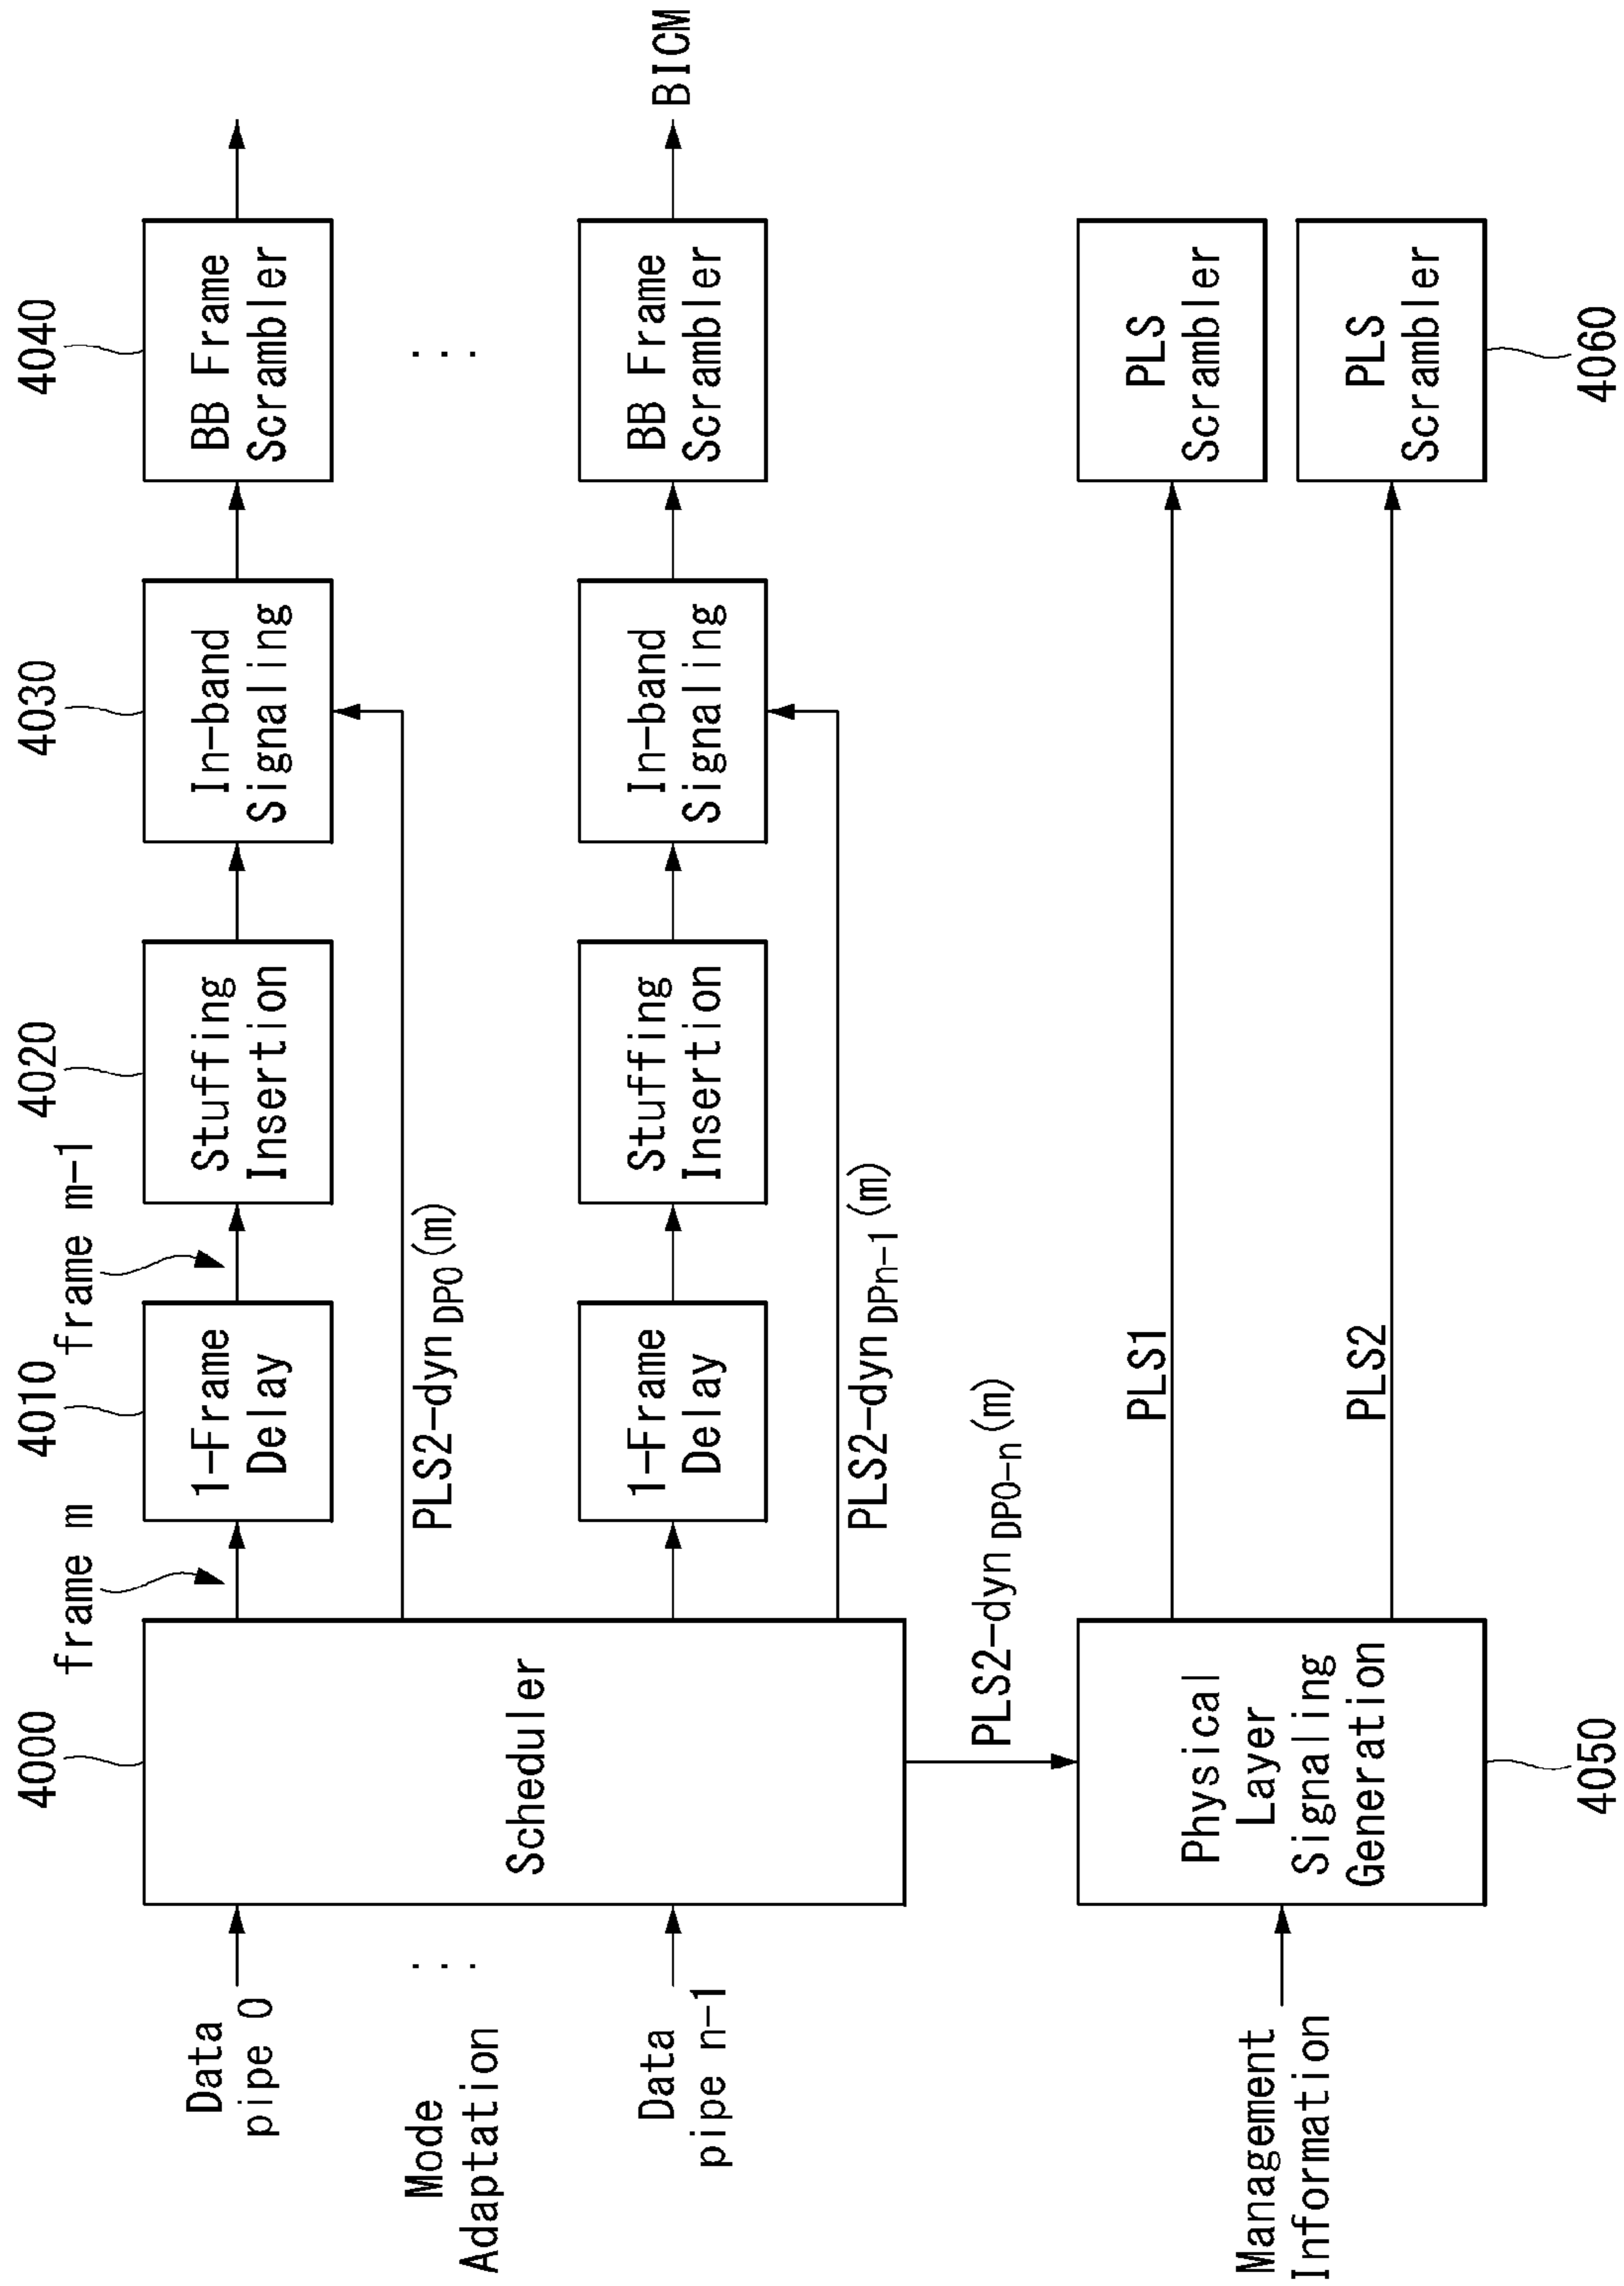 4000
4010
4020
4030
4040
frame m
frame m-1
Data
pipe 0
1-Frame
Delay
Stuffing
Insertion
In-band
Signaling
BB Frame
Scrambler
PLS2-dyn DP0(m)
Mode
Adaptation
...
Scheduler
...
Data
pipe n-1
1-Frame
Delay
Stuffing
Insertion
In-band
Signaling
BB Frame
Scrambler
BICM
PLS2-dyn DPn-1(m)
PLS2-dyn DP0-n(m)
Management
Information
Physical
Layer
Signaling
Generation
PLS1
PLS
Scrambler
PLS2
PLS
Scrambler
4050
4060